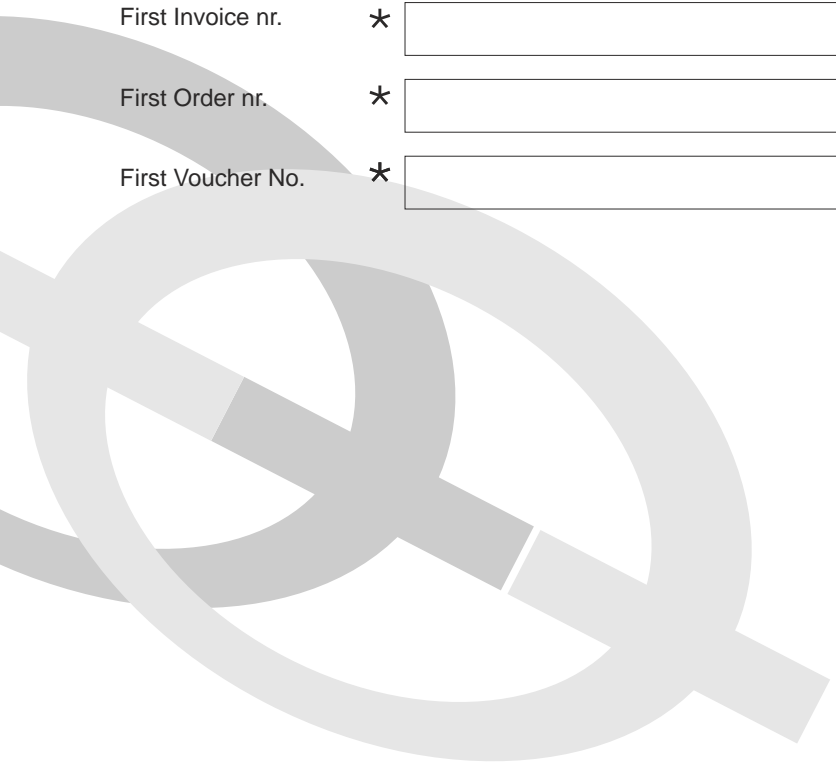 First Invoice nr. *
First Order nr. *
First Voucher No. *